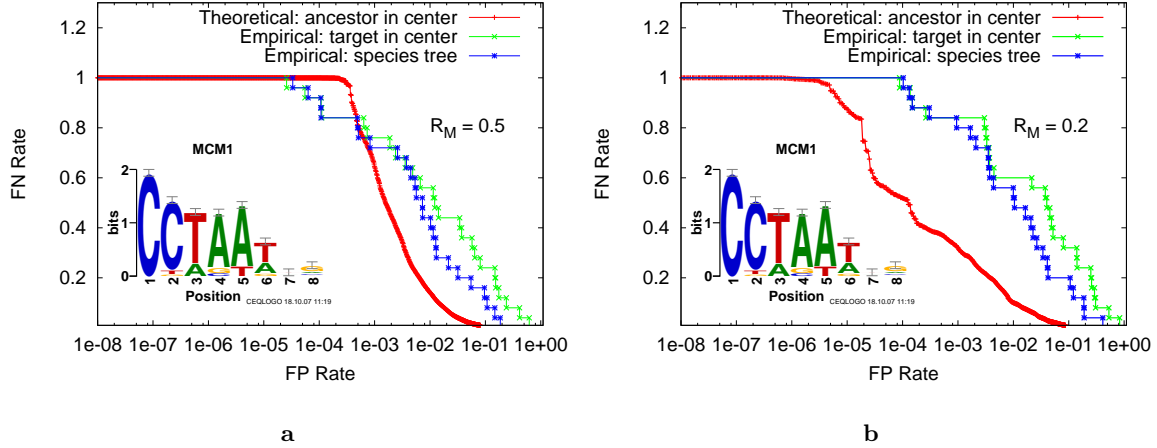 Theoretical: ancestor in center
Empirical: target in center
Empirical: species tree
R_M = 0.5
MCM1
FN Rate
1.2
1
0.8
0.6
0.4
0.2
bits
2
1
0
CCTAAT
1 2 3 4 5 6 7 8
Position
CEQLOGO 18.10.07 11:19
1e-08 1e-07 1e-06 1e-05 1e-04 1e-03 1e-02 1e-01 1e+00
FP Rate
a
Theoretical: ancestor in center
Empirical: target in center
Empirical: species tree
R_M = 0.2
MCM1
FN Rate
1.2
1
0.8
0.6
0.4
0.2
bits
2
1
0
CCTAAT
1 2 3 4 5 6 7 8
Position
CEQLOGO 18.10.07 11:19
1e-08 1e-07 1e-06 1e-05 1e-04 1e-03 1e-02 1e-01 1e+00
FP Rate
b